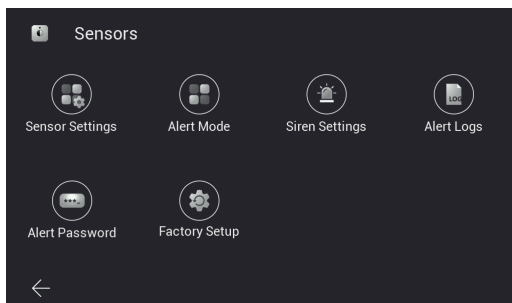 Sensors
Sensor Settings
Alert Mode
Siren Settings
LOG
Alert Logs
***_
Alert Password
Factory Setup